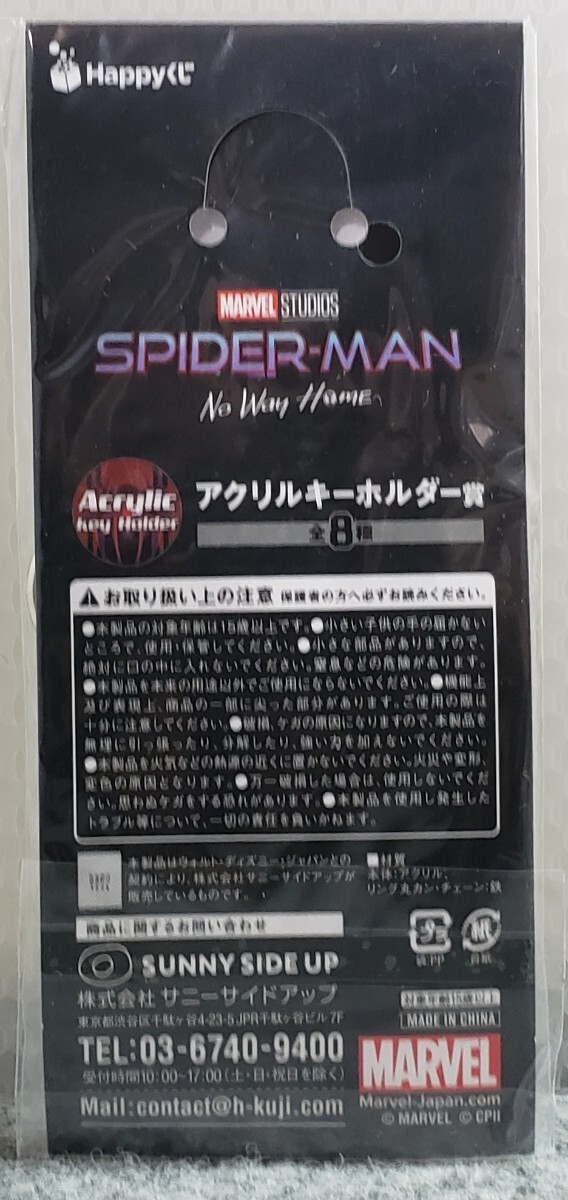 Happyくじ
MARVEL STUDIOS
SPIDER-MAN
No Way Home
Acrylic
Key Holder
アクリルキーホルダー賞
全8種
お取り扱い上の注意 保護者の方へ必ずお読みください。
●本製品の対象年齢は15歳以上です。●小さい子供の手の届かない
ところで、使用・保管してください。●小さな部品がありますので、
絶対に口の中に入れないでください。窒息などの危険があります。
●本製品を本来の用途以外でご使用にならないでください。●機能上
及び表現上、商品の一部に尖った部分があります。ご使用の際は
十分に注意してください。●破損、ケガの原因になりますので、本製品を
無理に引っ張ったり、分解したり、強い力を加えないでください。
●本製品を火気などの熱源の近くに置かないでください。火災や変形、
変色の原因となります。●万一破損した場合は、使用しないでくだ
さい。思わぬケガをする恐れがあります。●本製品を使用し発生した
トラブル等について、一切の責任を負いかねます。
本製品はウォルト・ディズニー・ジャパンとの
契約により、株式会社サニーサイドアップが
販売しているものです。
■材質
本体:アクリル、
リング丸カン・チェーン:鉄
商品に関するお問い合わせ
SUNNY SIDE UP
株式会社 サニーサイドアップ
東京都渋谷区千駄ヶ谷4-23-5 JPR千駄ヶ谷ビル 7F
TEL:03-6740-9400
受付時間10:00~17:00(土・日・祝日を除く)
Mail:contact@h-kuji.com
プラ
紙
MADE IN CHINA
MARVEL
Marvel-Japan.com
© MARVEL © CPII